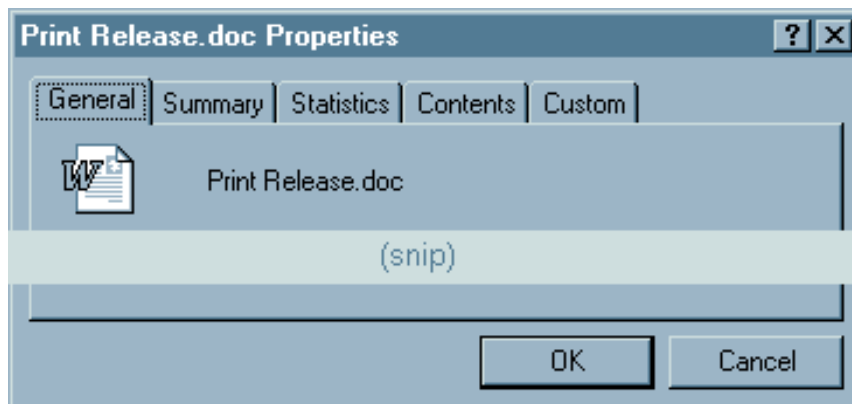 Print Release.doc Properties ? X
General Summary Statistics Contents Custom
W Print Release.doc
(snip)
OK Cancel